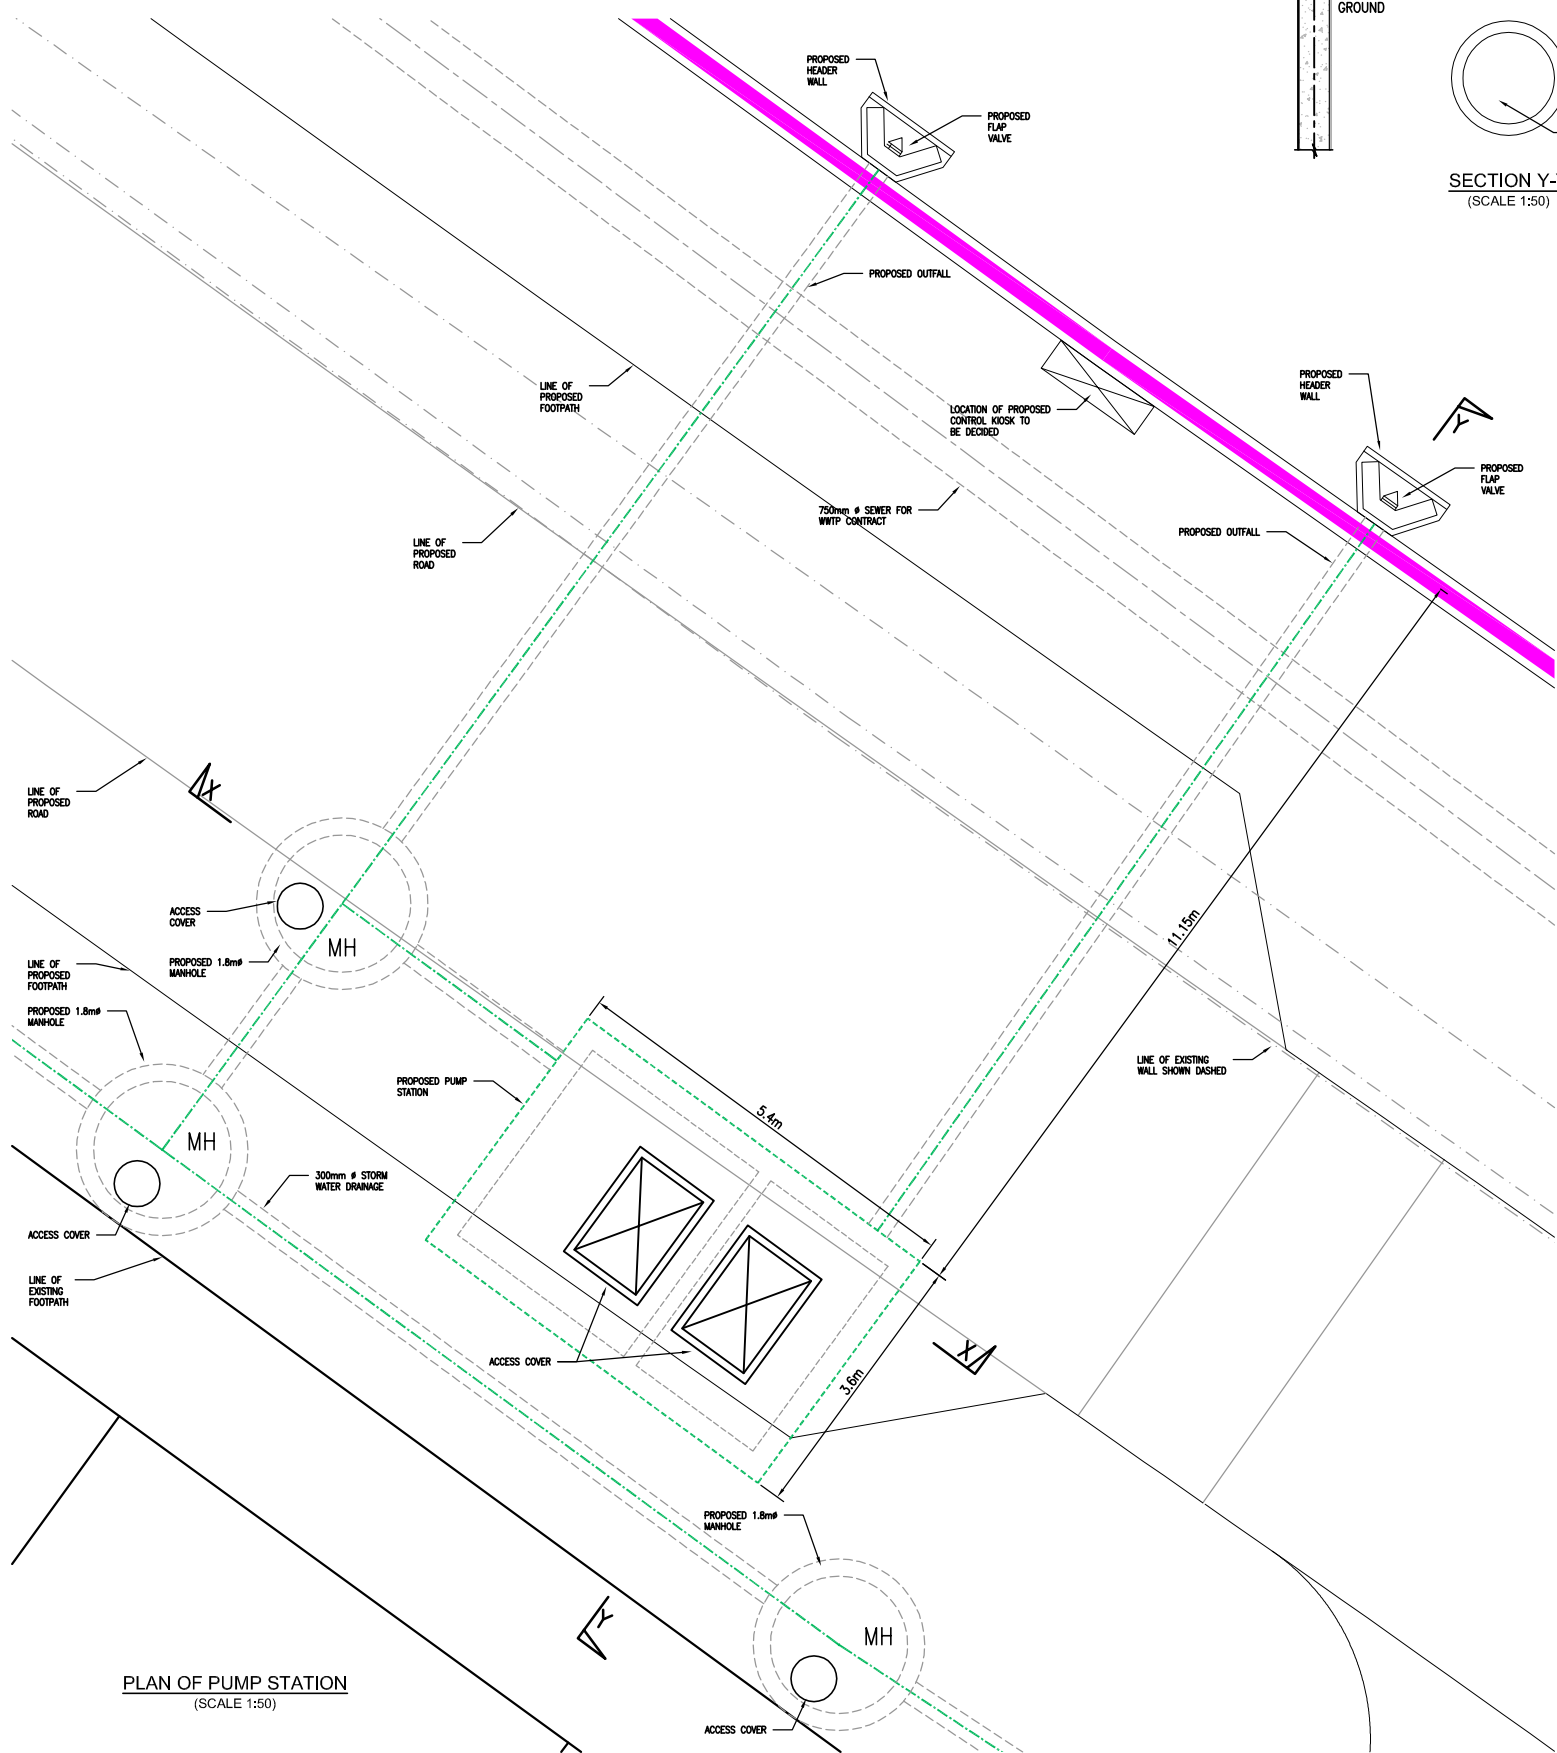 GROUND
PROPOSED
HEADER
WALL
PROPOSED
FLAP
VALVE
SECTION Y-
(SCALE 1:50)
PROPOSED OUTFALL
LINE OF
PROPOSED
FOOTPATH
LOCATION OF PROPOSED
CONTROL KIOSK TO
BE DECIDED
PROPOSED
HEADER
WALL
Y
PROPOSED
FLAP
VALVE
750mm ø SEWER FOR
WWTP CONTRACT
PROPOSED OUTFALL
LINE OF
PROPOSED
ROAD
LINE OF
PROPOSED
ROAD
X
ACCESS
COVER
MH
PROPOSED 1.8mø
MANHOLE
11.15m
LINE OF
PROPOSED
FOOTPATH
PROPOSED 1.8mø
MANHOLE
LINE OF EXISTING
WALL SHOWN DASHED
PROPOSED PUMP
STATION
5.4m
MH
300mm ø STORM
WATER DRAINAGE
ACCESS COVER
LINE OF
EXISTING
FOOTPATH
ACCESS COVER
X
3.6m
PROPOSED 1.8mø
MANHOLE
Y
MH
PLAN OF PUMP STATION
(SCALE 1:50)
ACCESS COVER